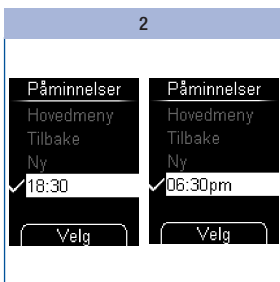 2
Påminnelser
Hovedmeny
Tilbake
Ny
18:30
Velg
Påminnelser
Hovedmeny
Tilbake
Ny
06:30pm
Velg